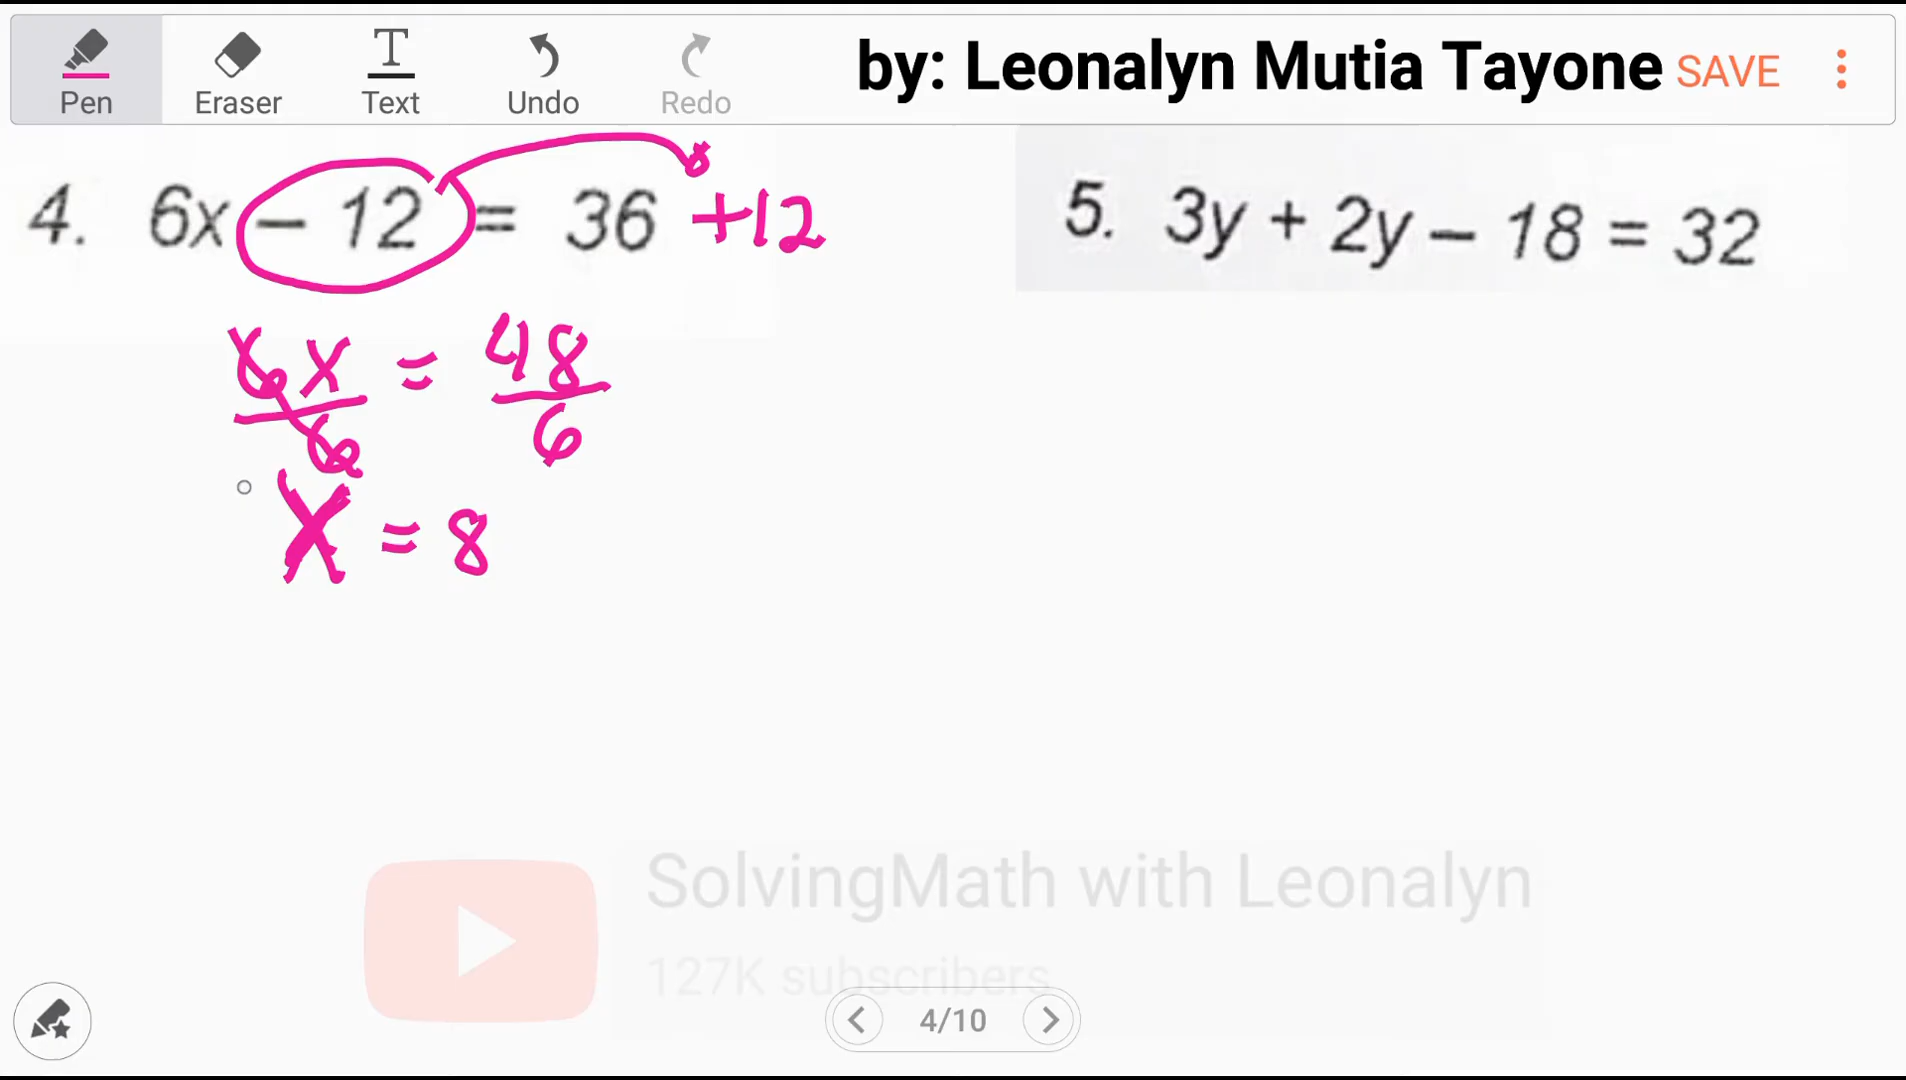 by: Leonalyn Mutia Tayone SAVE
Pen Eraser Text Undo Redo
4. 6x – 12 = 36 +12
6x/6 = 48/6
x = 8
5. 3y + 2y – 18 = 32
SolvingMath with Leonalyn
127K subscribers
4/10